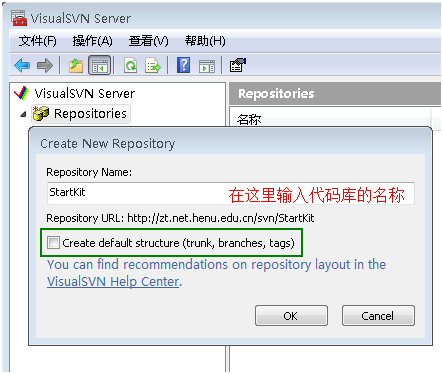 VisualSVN Server
文件(F) 操作(A) 查看(V) 帮助(H)
VisualSVN Server
Repositories
Repositories
名称
Create New Repository
Repository Name:
StartKit
在这里输入代码库的名称
Repository URL: http://zt.net.henu.edu.cn/svn/StartKit
Create default structure (trunk, branches, tags)
You can find recommendations on repository layout in the
VisualSVN Help Center.
OK Cancel